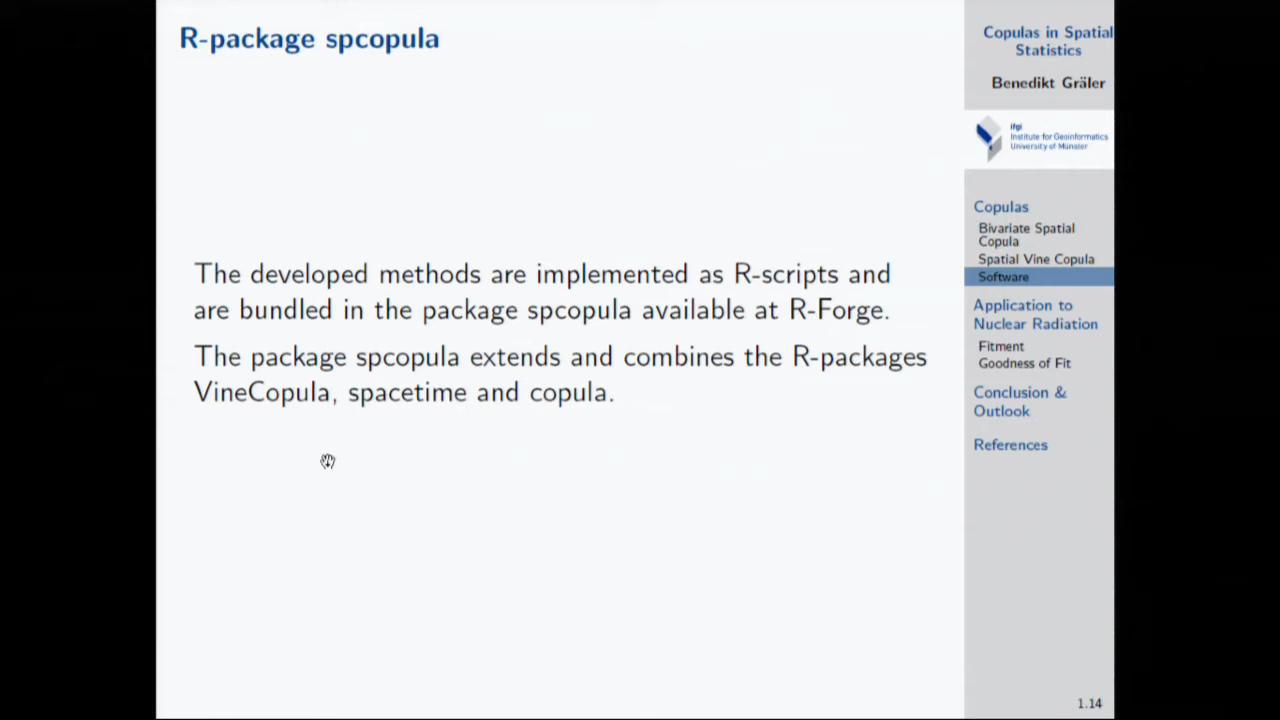 R-package spcopula
The developed methods are implemented as R-scripts and
are bundled in the package spcopula available at R-Forge.
The package spcopula extends and combines the R-packages
VineCopula, spacetime and copula.
Copulas in Spatial
Statistics
Benedikt Gräler
ifgi
Institute for Geoinformatics
University of Münster
Copulas
Bivariate Spatial
Copula
Spatial Vine Copula
Software
Application to
Nuclear Radiation
Fitment
Goodness of Fit
Conclusion &
Outlook
References
1.14